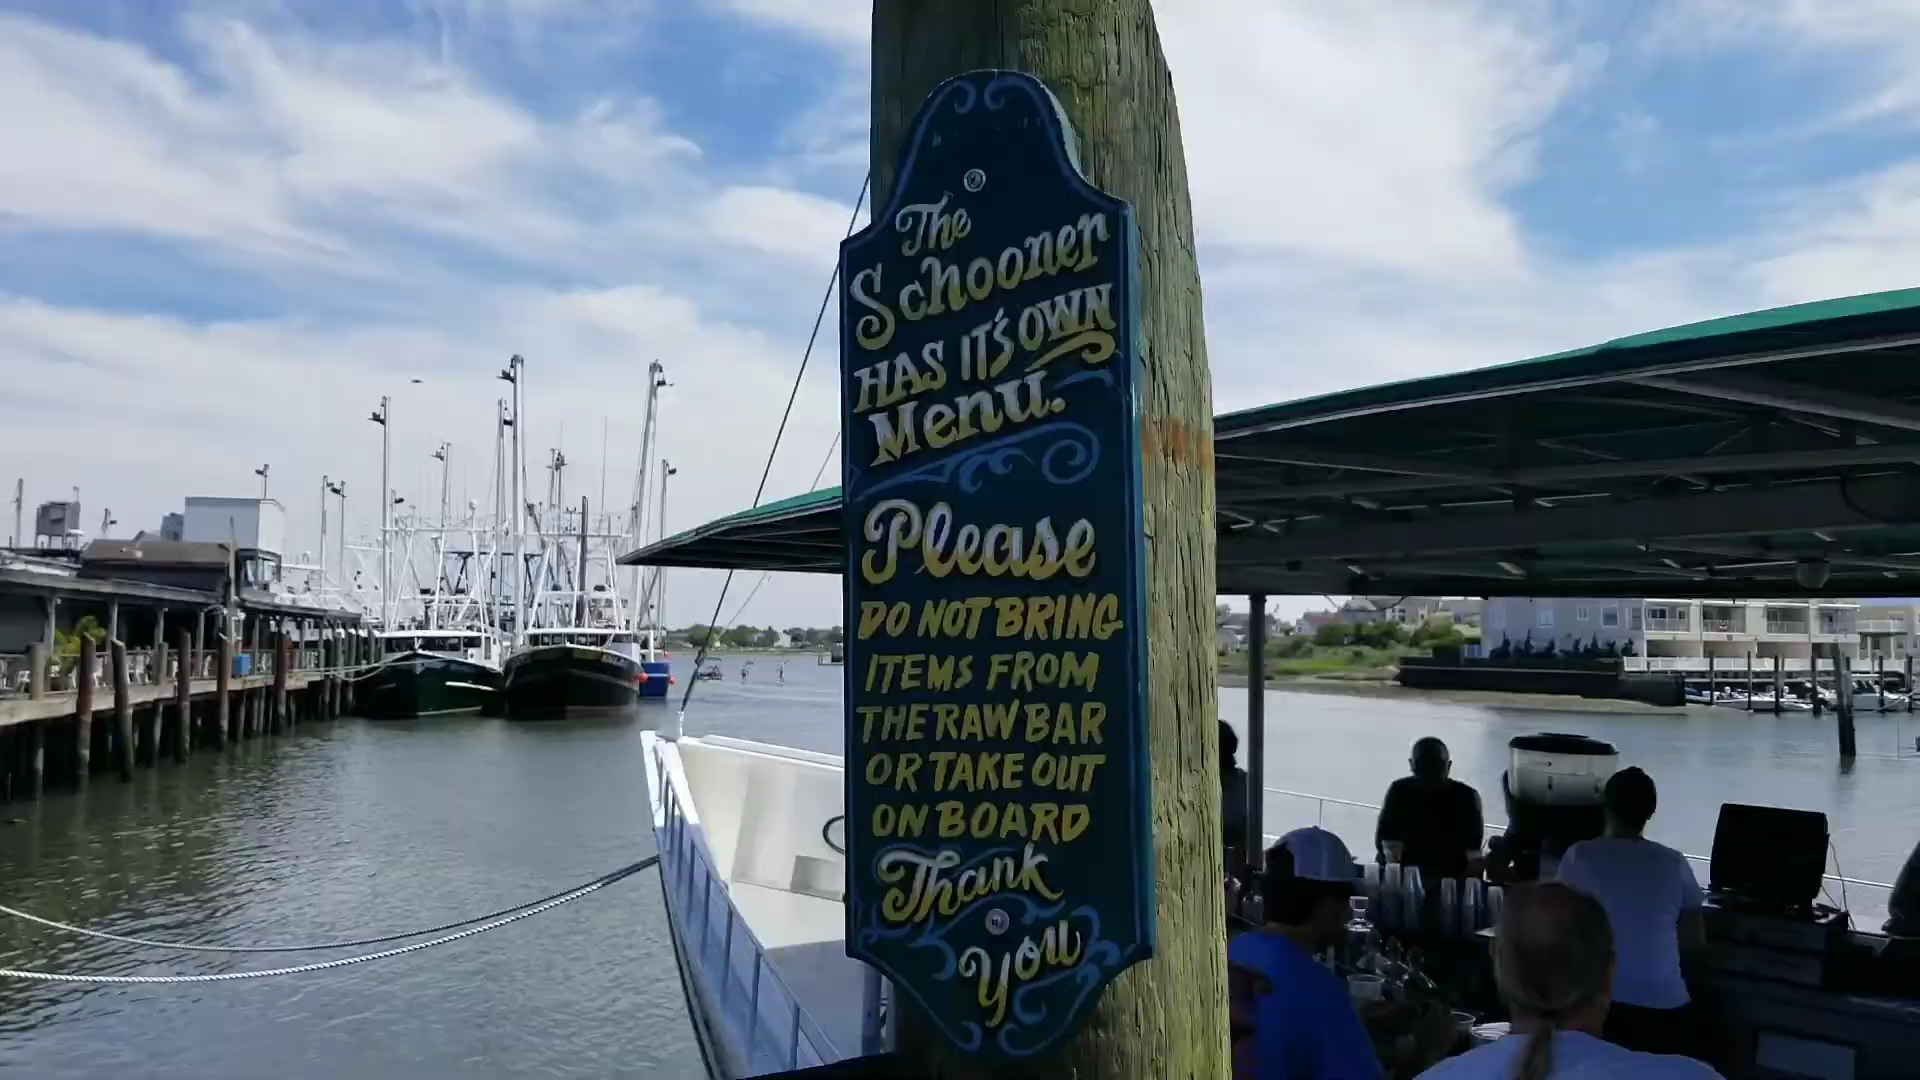 The
Schooner
HAS IT'S OWN
Menu.
Please
DO NOT BRING
ITEMS FROM
THE RAW BAR
OR TAKE OUT
ON BOARD
Thank
You